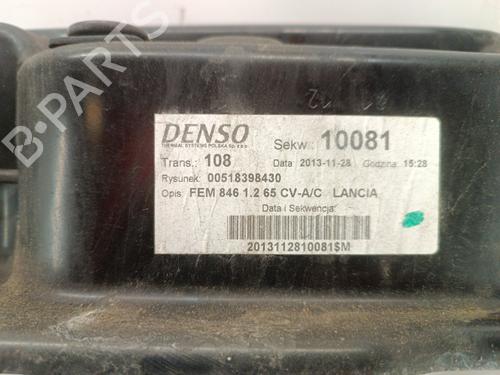 DENSO
THERMAL SYSTEMS POLSKA Sp. z o.o.
Sekw.: 10081
Trans.: 108 Data: 2013-11-28 Godzina: 15:28
Rysunek: 00518398430
Opis: FEM 846 1.2 65 CV-A/C LANCIA
Data i Sekwencja:
2013112810081$M
B-PARTS